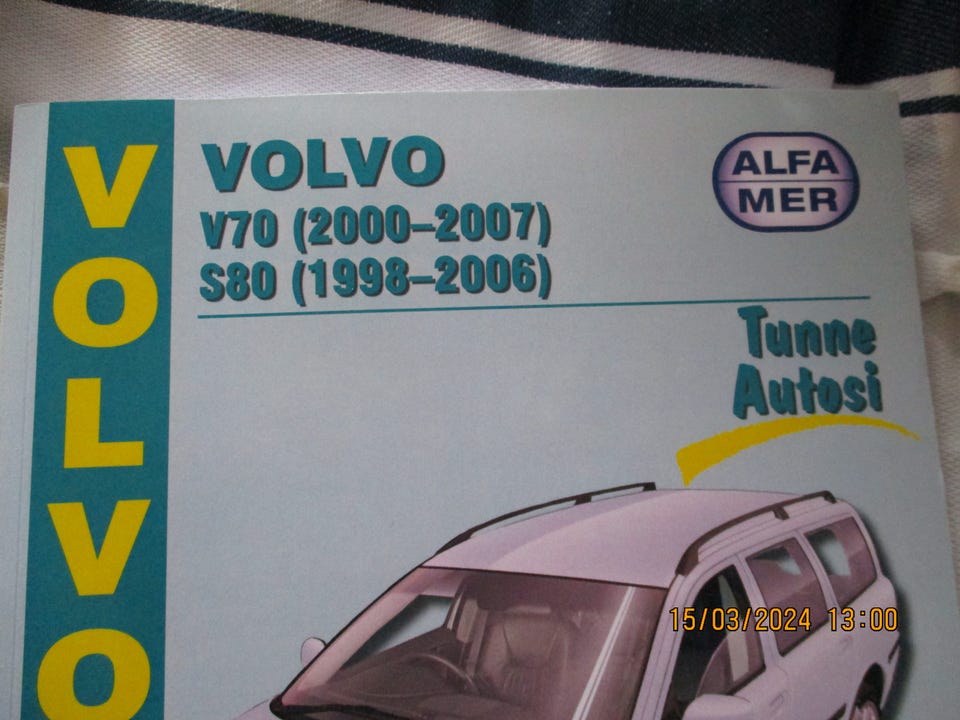 VOLVO
VOLVO
V70 (2000–2007)
S80 (1998–2006)
ALFA
MER
Tunne
Autosi
15/03/2024 13:00